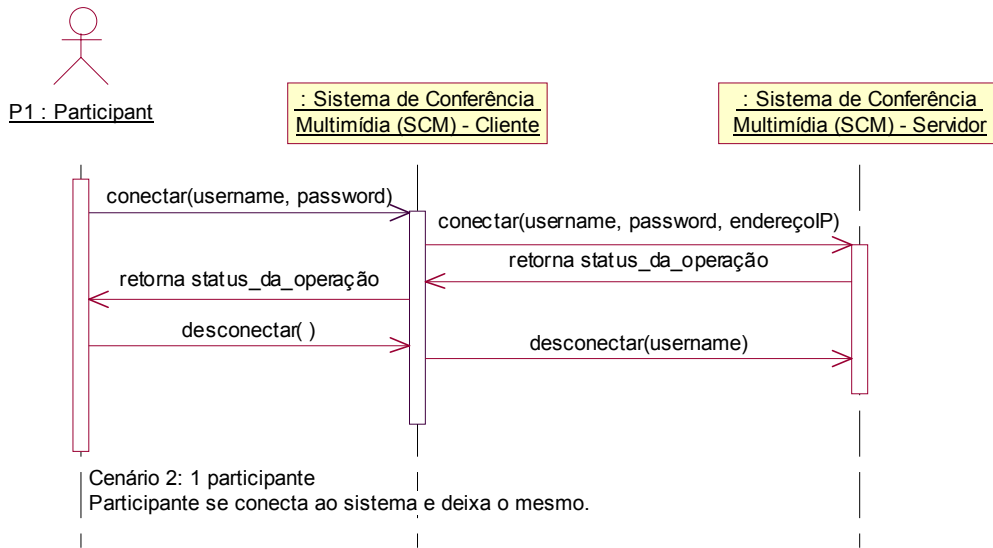 P1 : Participant
: Sistema de Conferência
Multimídia (SCM) - Cliente
: Sistema de Conferência
Multimídia (SCM) - Servidor
conectar(username, password)
conectar(username, password, endereçoIP)
retorna status_da_operação
retorna status_da_operação
desconectar( )
desconectar(username)
Cenário 2: 1 participante
Participante se conecta ao sistema e deixa o mesmo.